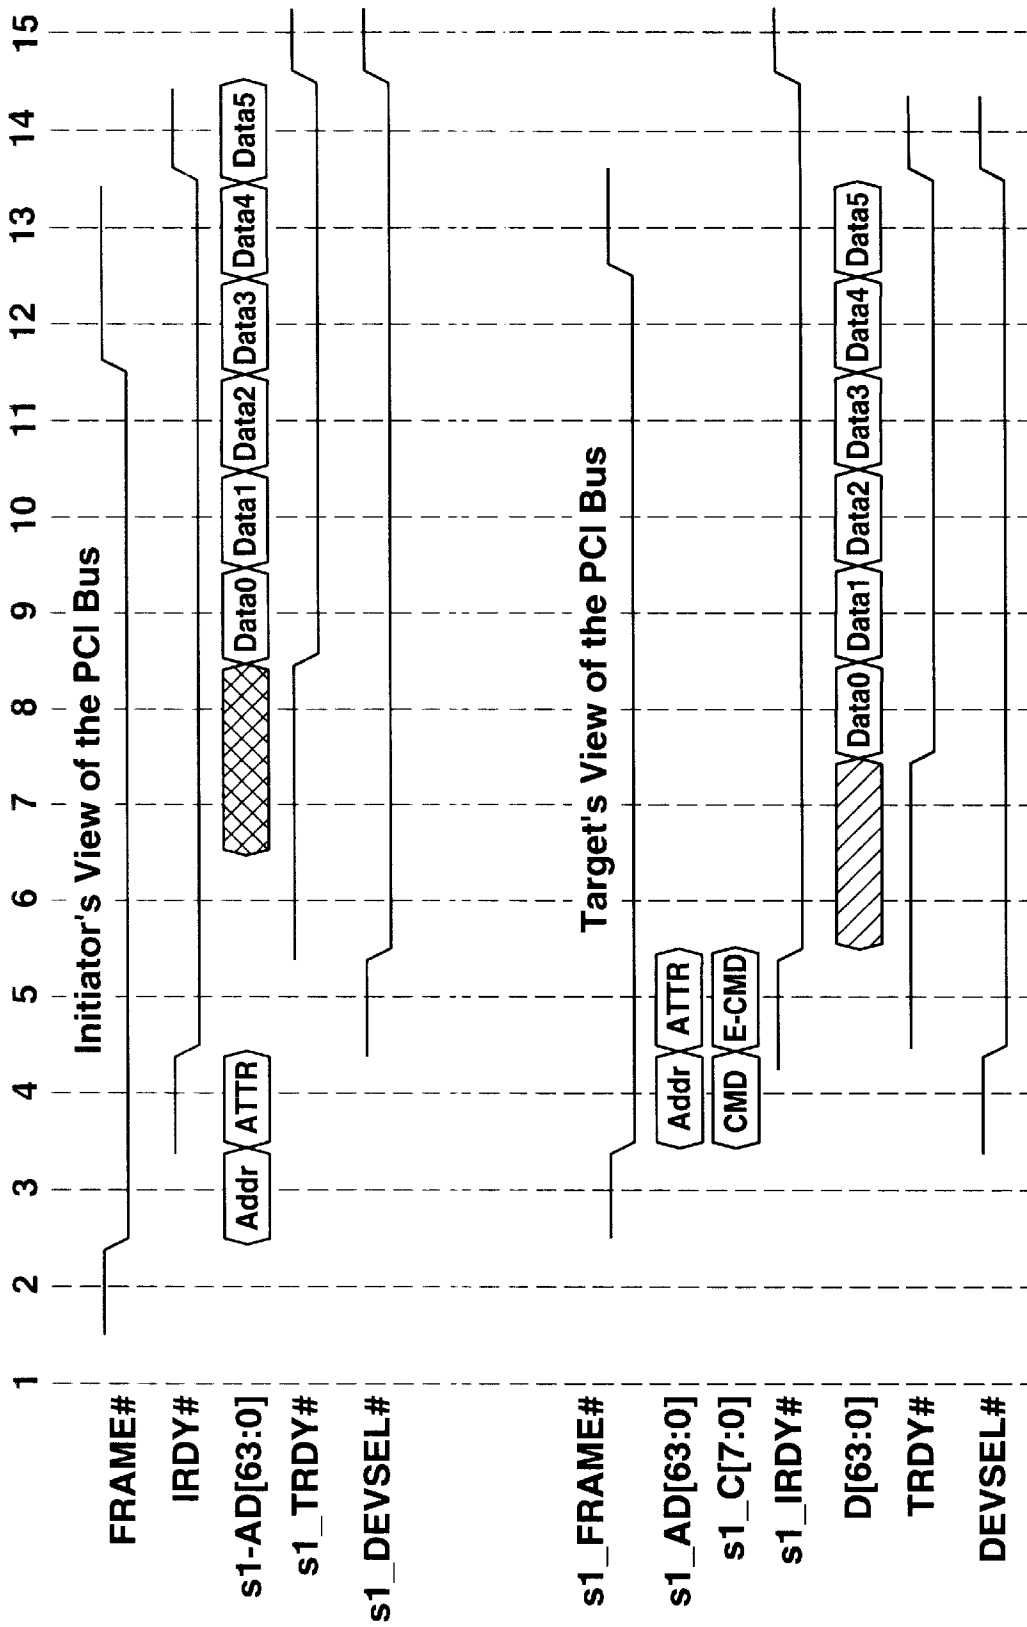 1 2 3 4 5 6 7 8 9 10 11 12 13 14 15
Initiator's View of the PCI Bus
FRAME#
IRDY#
s1-AD[63:0] Addr ATTR Data0 Data1 Data2 Data3 Data4 Data5
s1_TRDY#
s1_DEVSEL#
Target's View of the PCI Bus
s1_FRAME#
s1_AD[63:0] Addr ATTR
s1_C[7:0] CMD E-CMD
s1_IRDY#
D[63:0] Data0 Data1 Data2 Data3 Data4 Data5
TRDY#
DEVSEL#